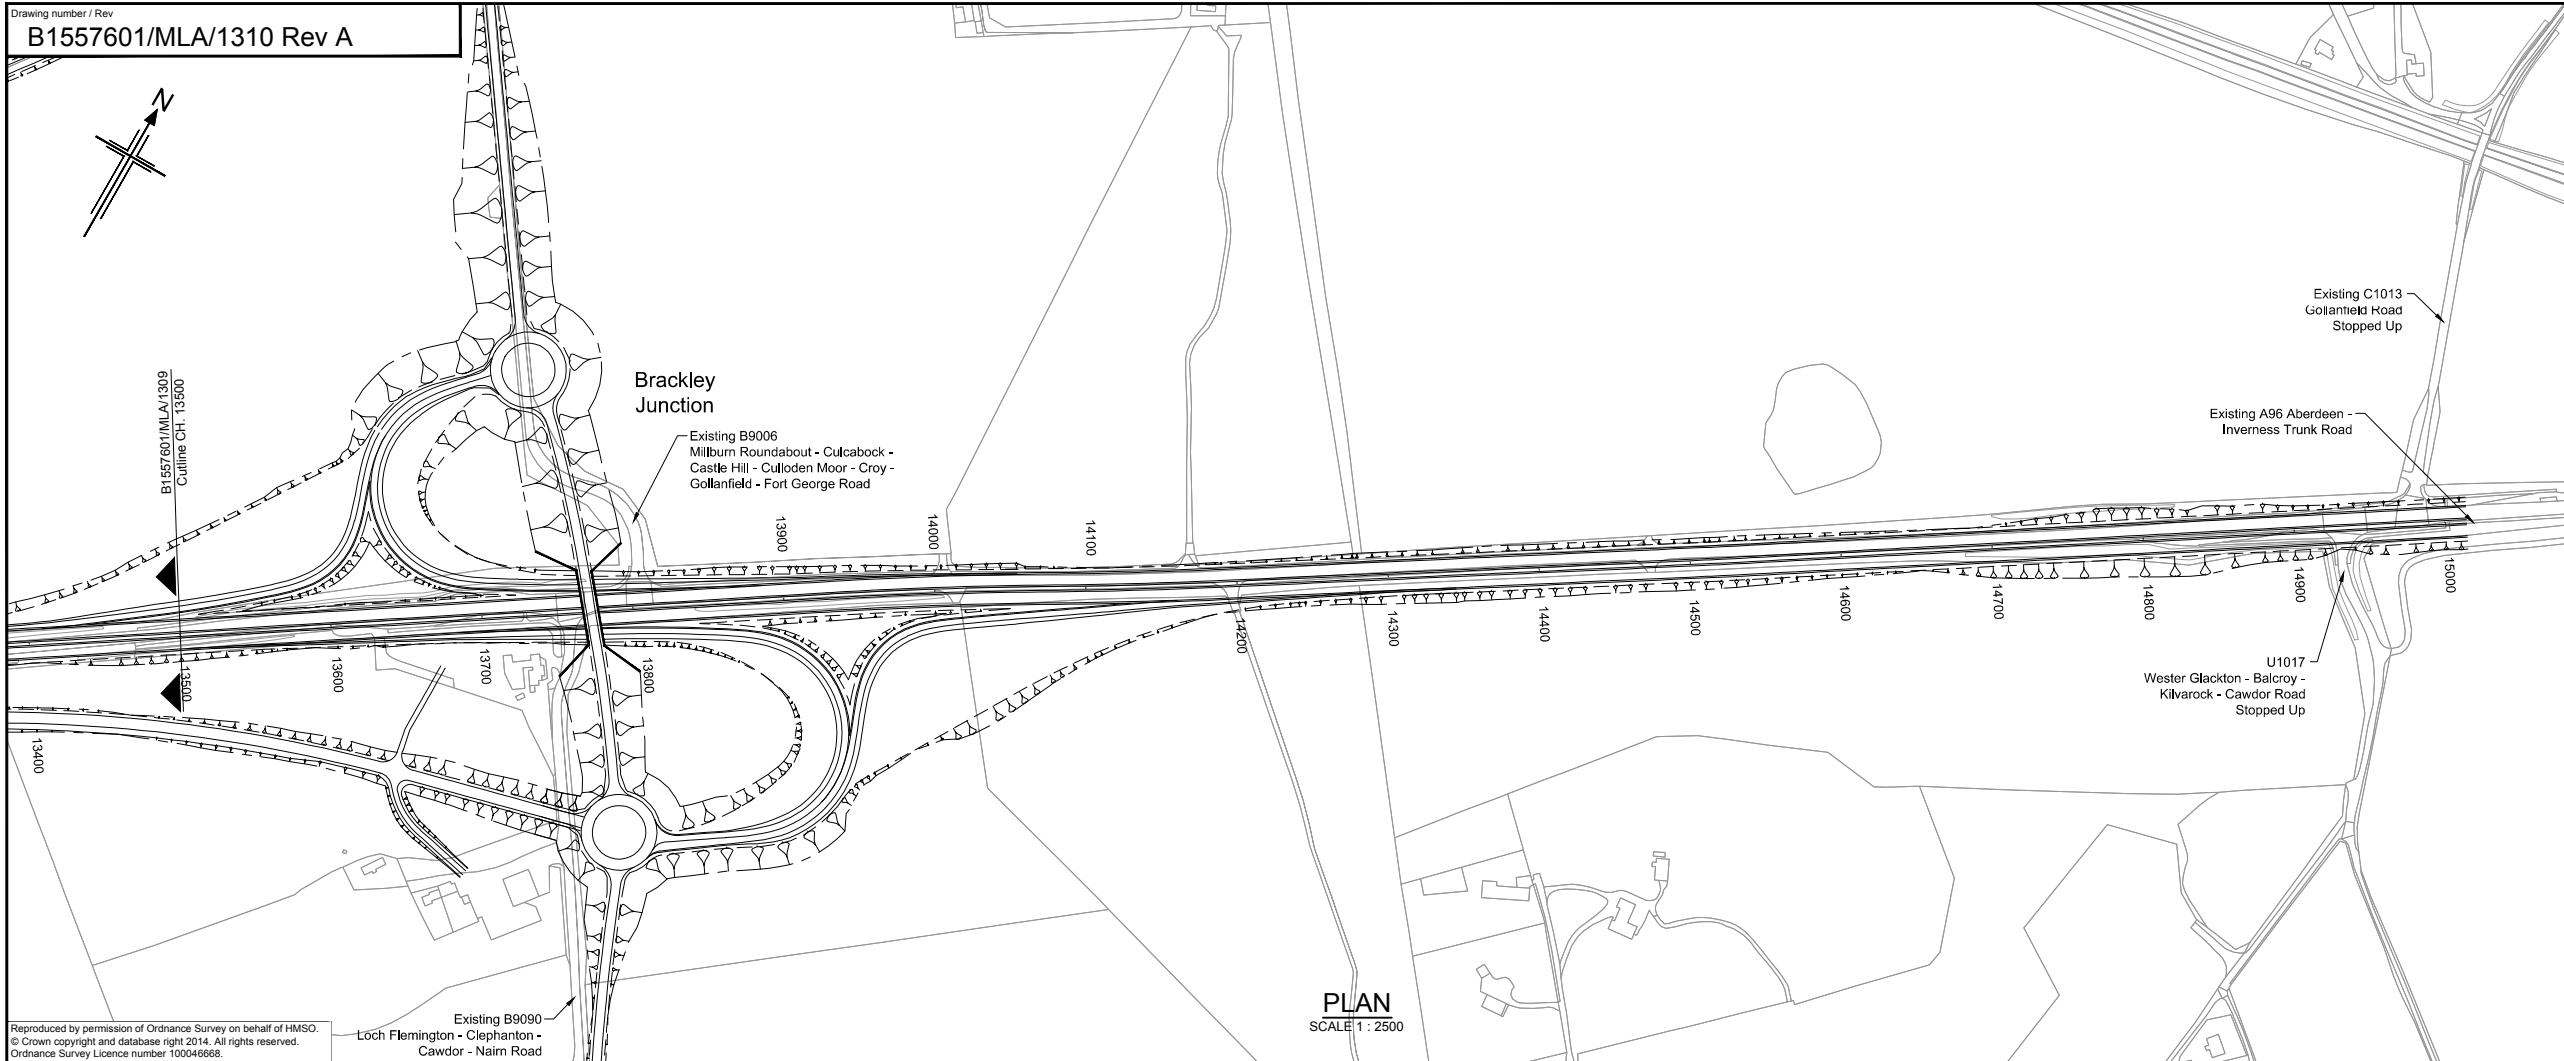 Drawing number / Rev
B1557601/MLA/1310 Rev A
N
B1557601/MLA/1309
Cutline CH. 13500
Brackley
Junction
Existing B9006
Millburn Roundabout - Culcabock -
Castle Hill - Culloden Moor - Croy -
Gollanfield - Fort George Road
Existing C1013
Gollanfield Road
Stopped Up
Existing A96 Aberdeen -
Inverness Trunk Road
U1017
Wester Glackton - Balcroy -
Kilvarock - Cawdor Road
Stopped Up
13400
13500
13600
13700
13800
13900
14000
14100
14200
14300
14400
14500
14600
14700
14800
14900
15000
Existing B9090
Loch Flemington - Clephanton -
Cawdor - Nairn Road
PLAN
SCALE 1 : 2500
Reproduced by permission of Ordnance Survey on behalf of HMSO.
© Crown copyright and database right 2014. All rights reserved.
Ordnance Survey Licence number 100046668.